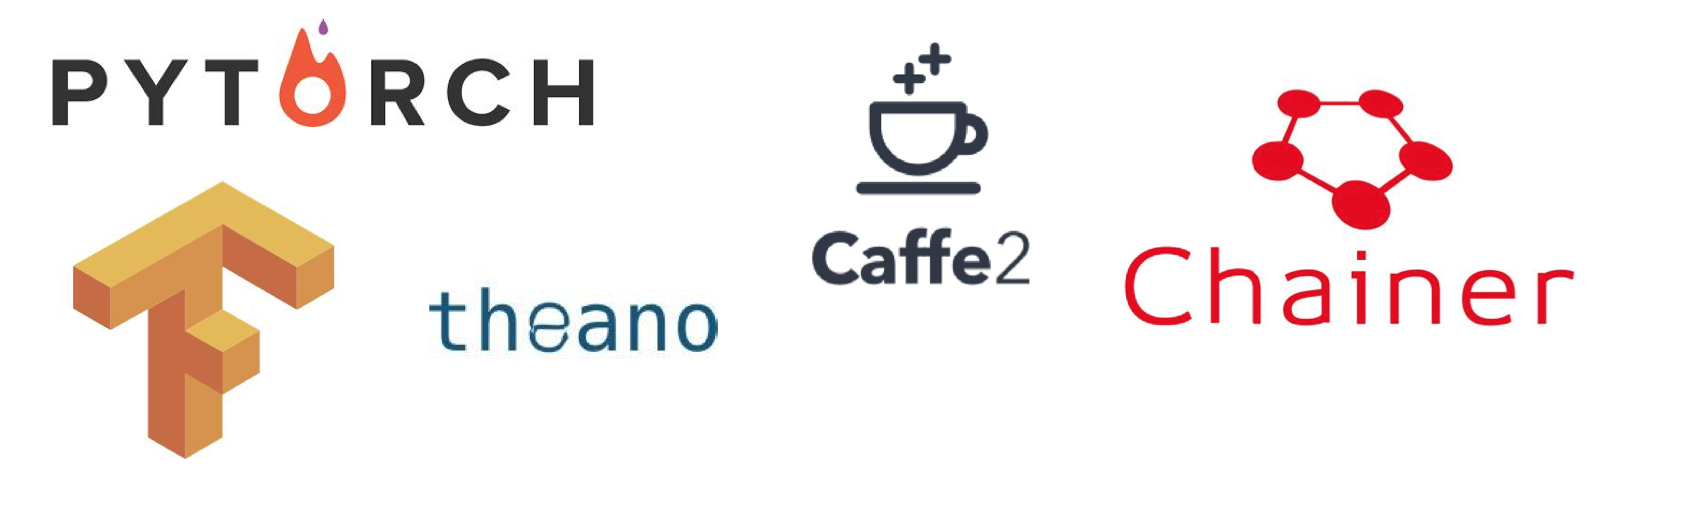 PYTORCH
theano
Caffe2
Chainer